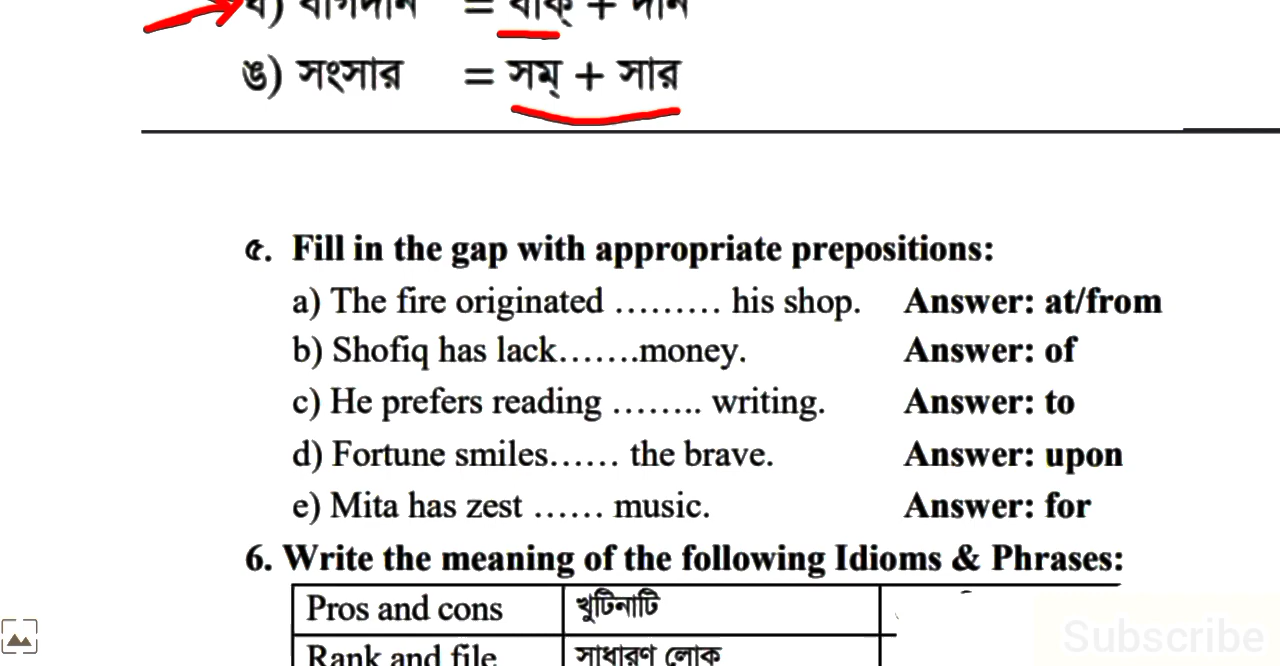 ঘ) বাগদান = বাক্ + দান
ঙ) সংসার = সম্ + সার
৫. Fill in the gap with appropriate prepositions:
a) The fire originated ......... his shop. Answer: at/from
b) Shofiq has lack.......money. Answer: of
c) He prefers reading ........ writing. Answer: to
d) Fortune smiles...... the brave. Answer: upon
e) Mita has zest ...... music. Answer: for
6. Write the meaning of the following Idioms & Phrases:
Pros and cons খুটিনাটি
Rank and file সাধারণ লোক
Subscribe